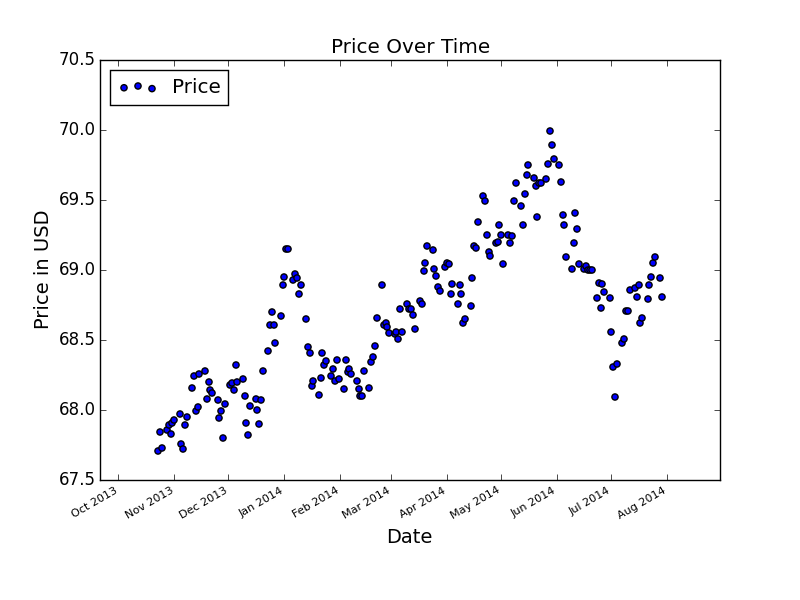 Price Over Time
Price
70.5
70.0
69.5
69.0
68.5
68.0
67.5
Price in USD
Oct 2013
Nov 2013
Dec 2013
Jan 2014
Feb 2014
Mar 2014
Apr 2014
May 2014
Jun 2014
Jul 2014
Aug 2014
Date